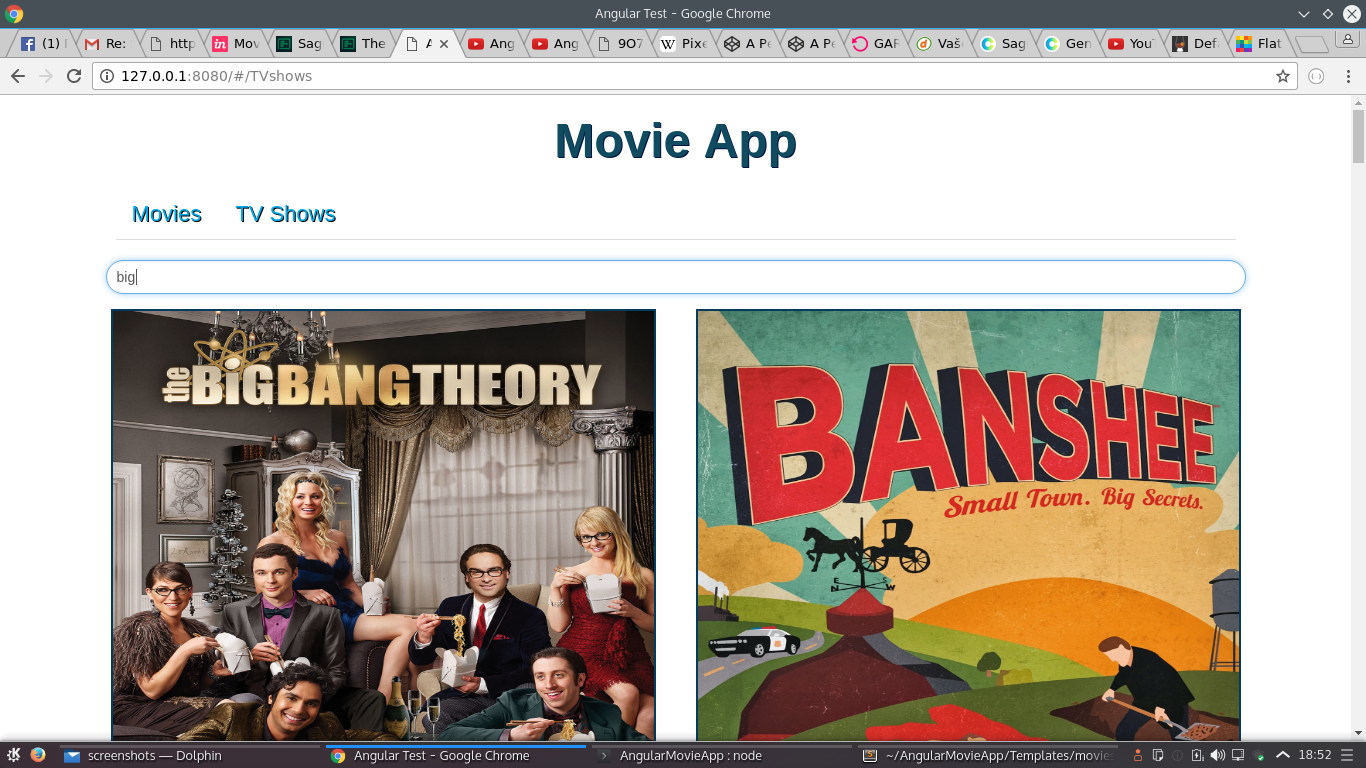 Angular Test - Google Chrome
(1)
Re:
http
Mov
Sag
The
A
Ang
Ang
9O7
Pixe
A Pe
A Pe
GAF
Vaš
Sag
Gen
YouT
Def
Flat
127.0.0.1:8080/#/TVshows
Movie App
Movies TV Shows
big
the BIG BANG THEORY
BANSHEE
Small Town. Big Secrets.
E W
screenshots — Dolphin
Angular Test - Google Chrome
AngularMovieApp : node
~/AngularMovieApp/Templates/movies
18:52